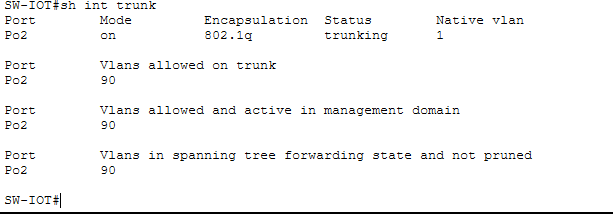 SW-IOT#sh int trunk
Port        Mode         Encapsulation  Status        Native vlan
Po2         on           802.1q         trunking      1
Port        Vlans allowed on trunk
Po2         90
Port        Vlans allowed and active in management domain
Po2         90
Port        Vlans in spanning tree forwarding state and not pruned
Po2         90
SW-IOT#